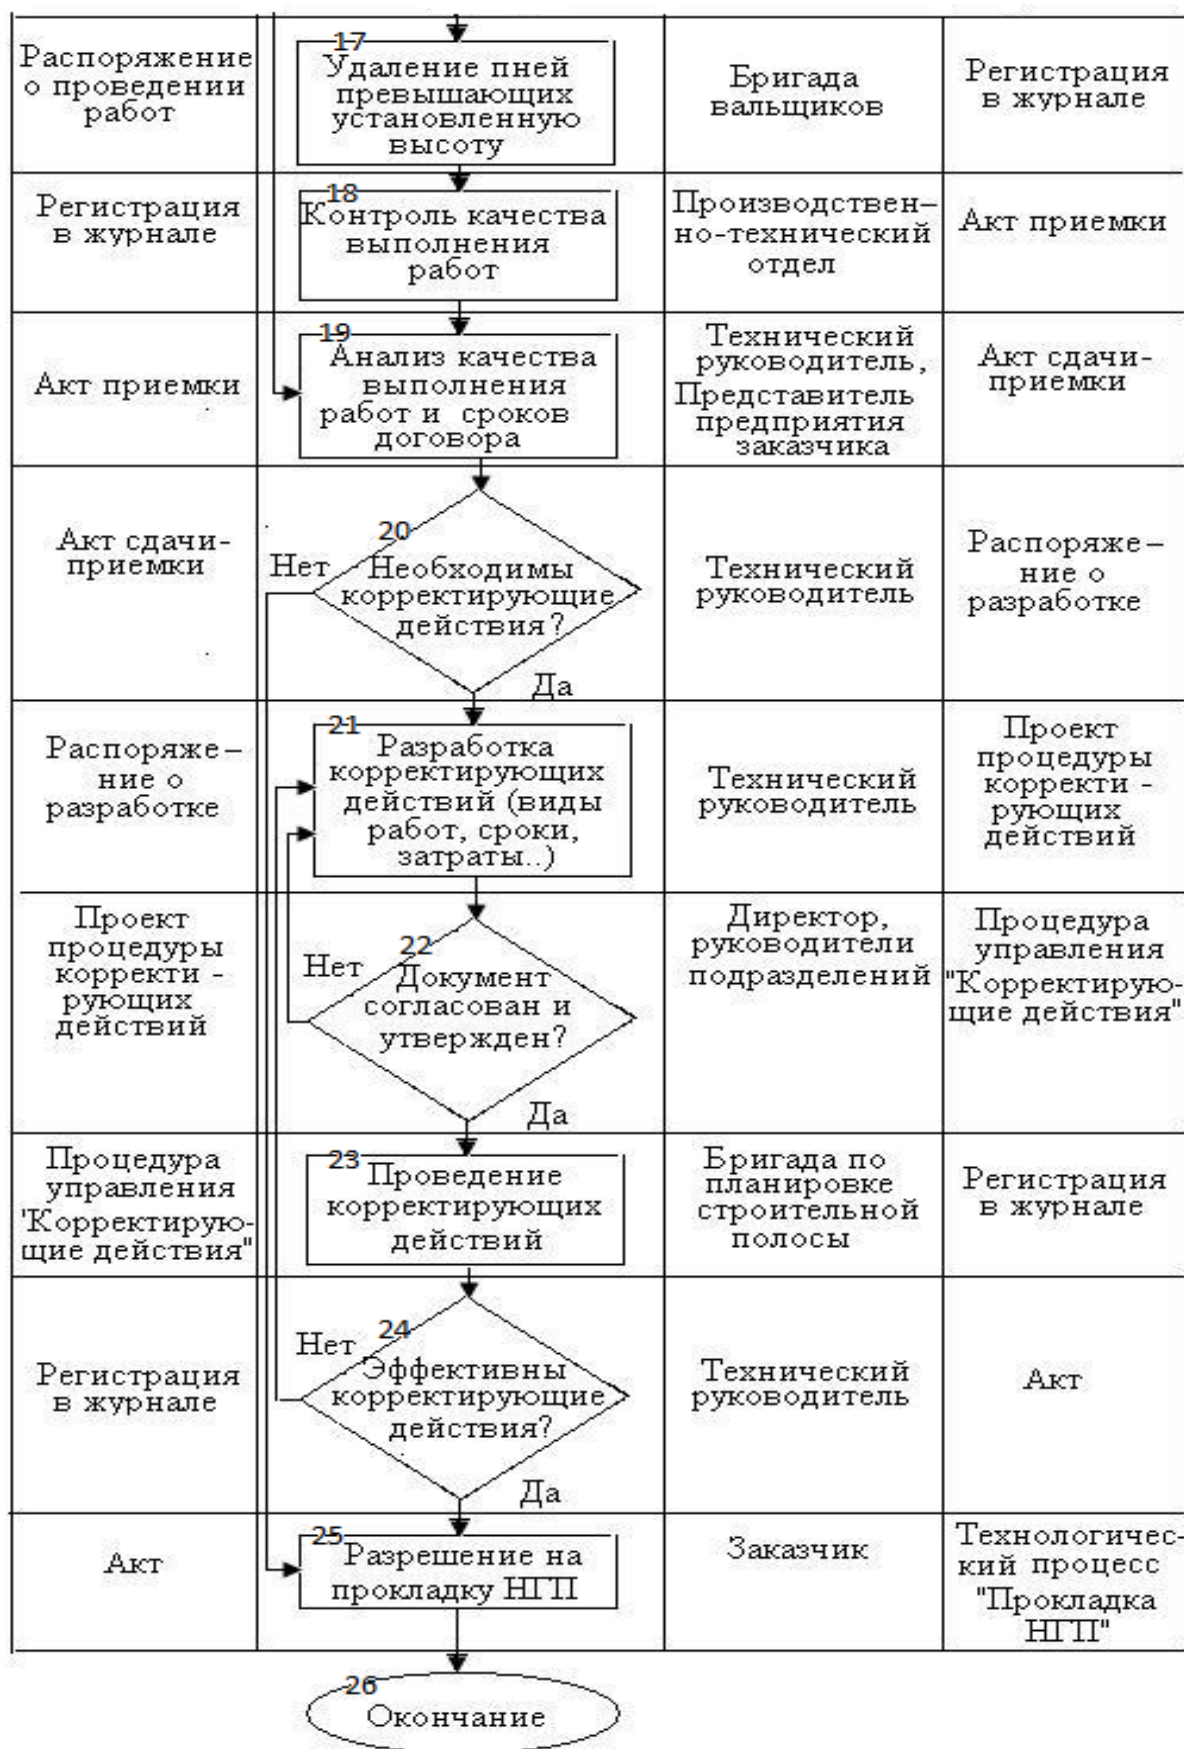 Распоряжение
о проведении
работ
17
Удаление пней
превышающих
установленную
высоту
Бригада
вальщиков
Регистрация
в журнале
Регистрация
в журнале
18
Контроль качества
выполнения
работ
Производствен–
но-технический
отдел
Акт приемки
Акт приемки
19
Анализ качества
выполнения
работ и сроков
договора
Технический
руководитель,
Представитель
предприятия
заказчика
Акт сдачи-
приемки
Акт сдачи-
приемки
Нет
20
Необходимы
корректирующие
действия?
Да
Технический
руководитель
Распоряже–
ние о
разработке
Распоряже–
ние о
разработке
21
Разработка
корректирующих
действий (виды
работ, сроки,
затраты..)
Технический
руководитель
Проект
процедуры
корректи -
рующих
действий
Проект
процедуры
корректи -
рующих
действий
Нет
22
Документ
согласован и
утвержден?
Да
Директор,
руководители
подразделений
Процедура
управления
"Корректирую-
щие действия"
Процедура
управления
"Корректирую-
щие действия"
23
Проведение
корректирующих
действий
Бригада по
планировке
строительной
полосы
Регистрация
в журнале
Регистрация
в журнале
Нет
24
Эффективны
корректирующие
действия?
Да
Технический
руководитель
Акт
Акт
25
Разрешение на
прокладку НГП
Заказчик
Технологичес-
кий процесс
"Прокладка
НГП"
26
Окончание